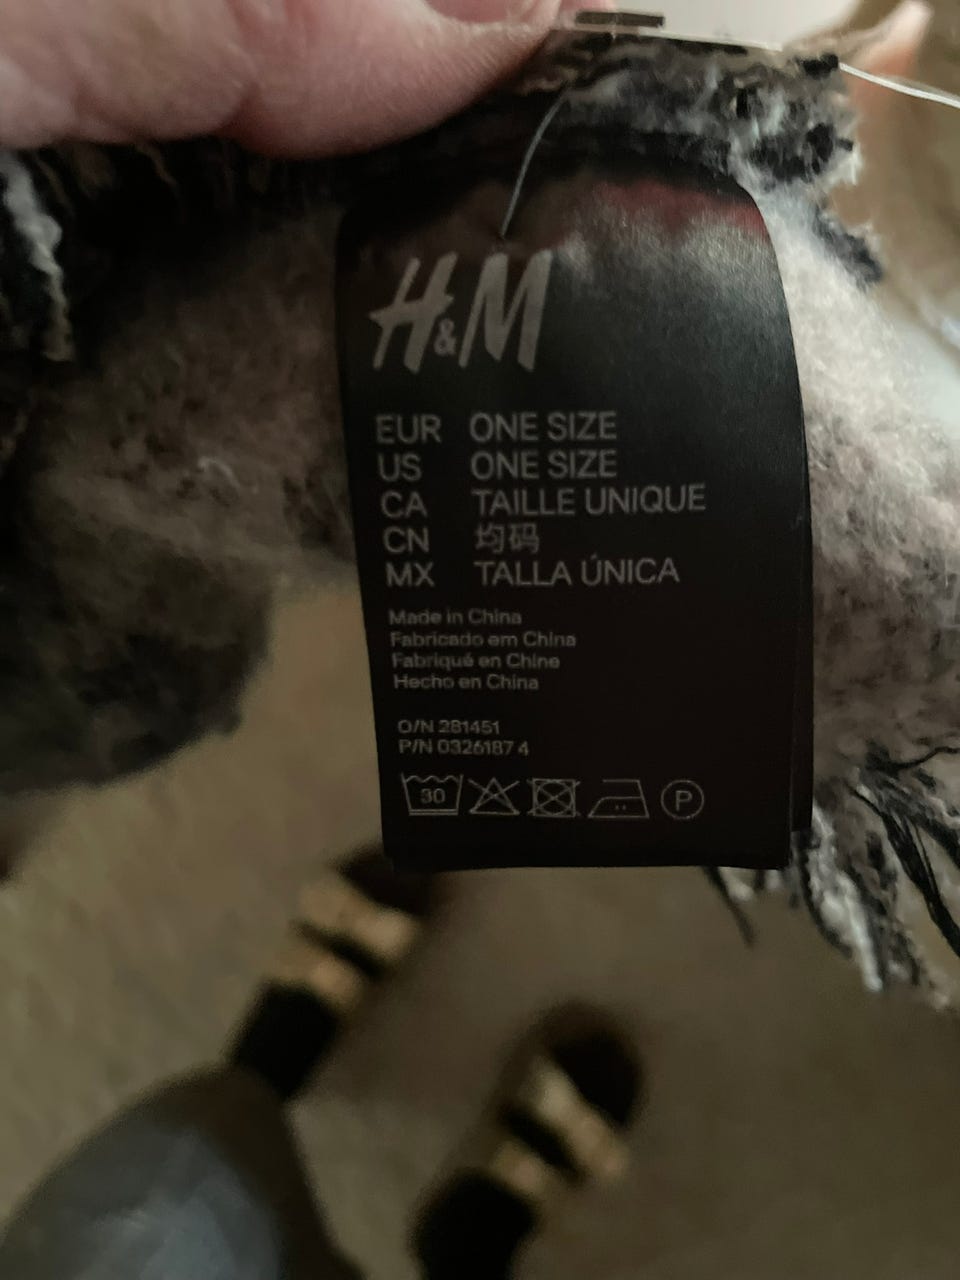 H&M
EUR ONE SIZE
US ONE SIZE
CA TAILLE UNIQUE
CN 均码
MX TALLA ÚNICA
Made in China
Fabricado em China
Fabriqué en Chine
Hecho en China
O/N 281451
P/N 0326187 4
30 P